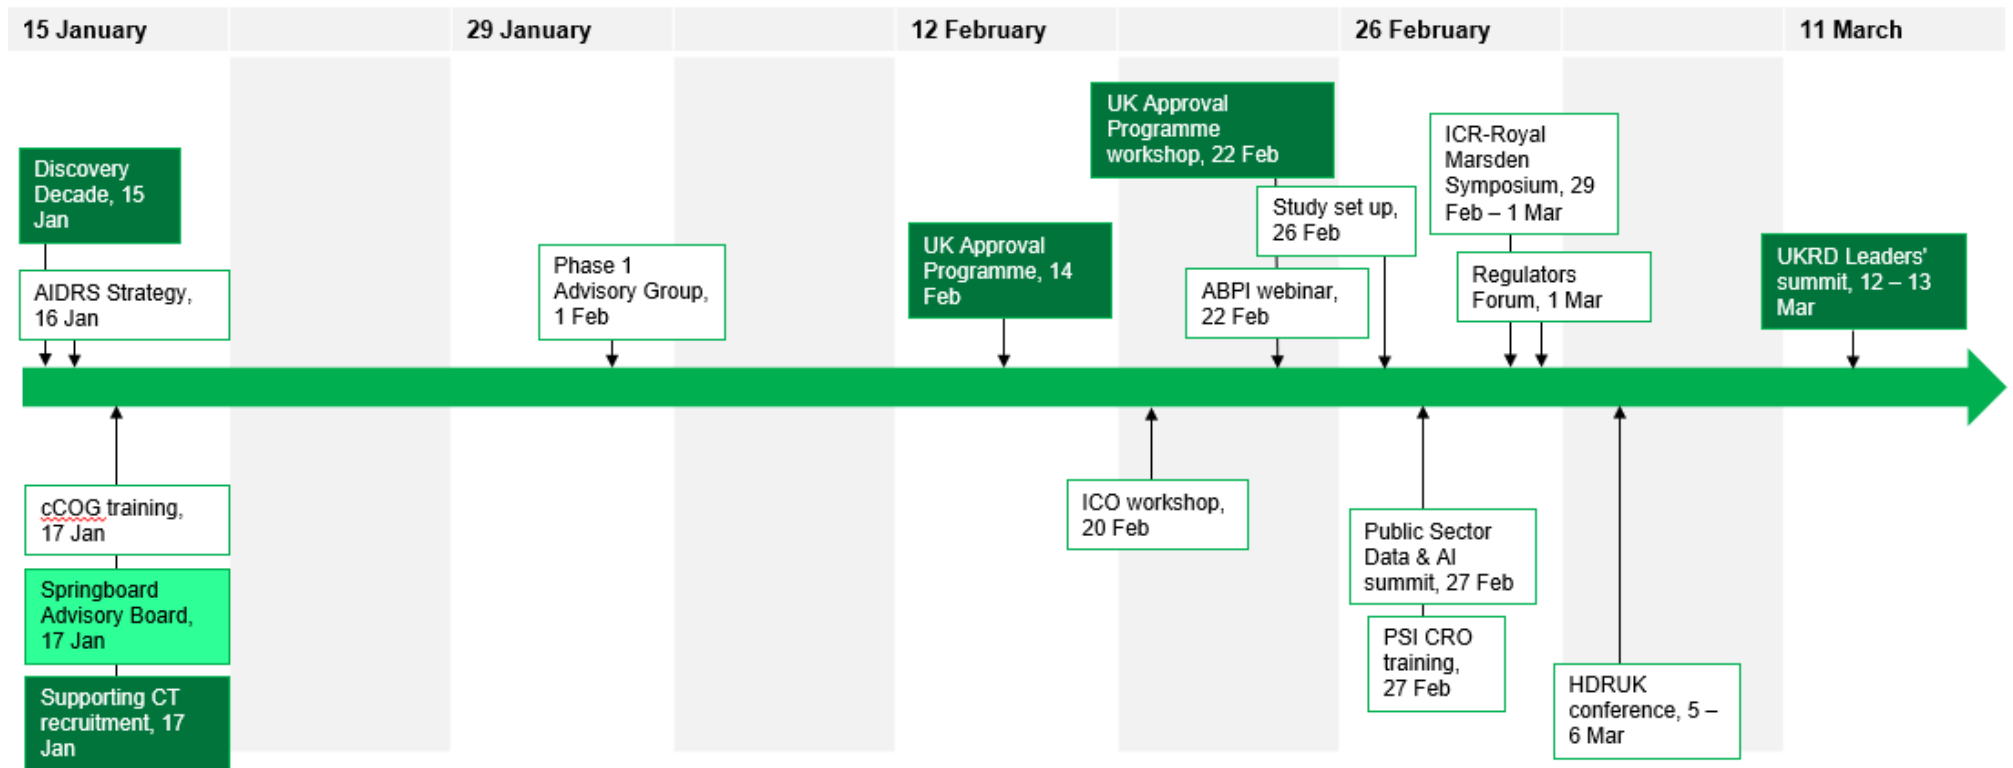 15 January
29 January
12 February
26 February
11 March
Discovery
Decade, 15
Jan
AIDRS Strategy,
16 Jan
Phase 1
Advisory Group,
1 Feb
UK Approval
Programme, 14
Feb
UK Approval
Programme
workshop, 22 Feb
Study set up,
26 Feb
ABPI webinar,
22 Feb
ICR-Royal
Marsden
Symposium, 29
Feb – 1 Mar
Regulators
Forum, 1 Mar
UKRD Leaders'
summit, 12 – 13
Mar
cCOG training,
17 Jan
Springboard
Advisory Board,
17 Jan
Supporting CT
recruitment, 17
Jan
ICO workshop,
20 Feb
Public Sector
Data & AI
summit, 27 Feb
PSI CRO
training,
27 Feb
HDRUK
conference, 5 –
6 Mar